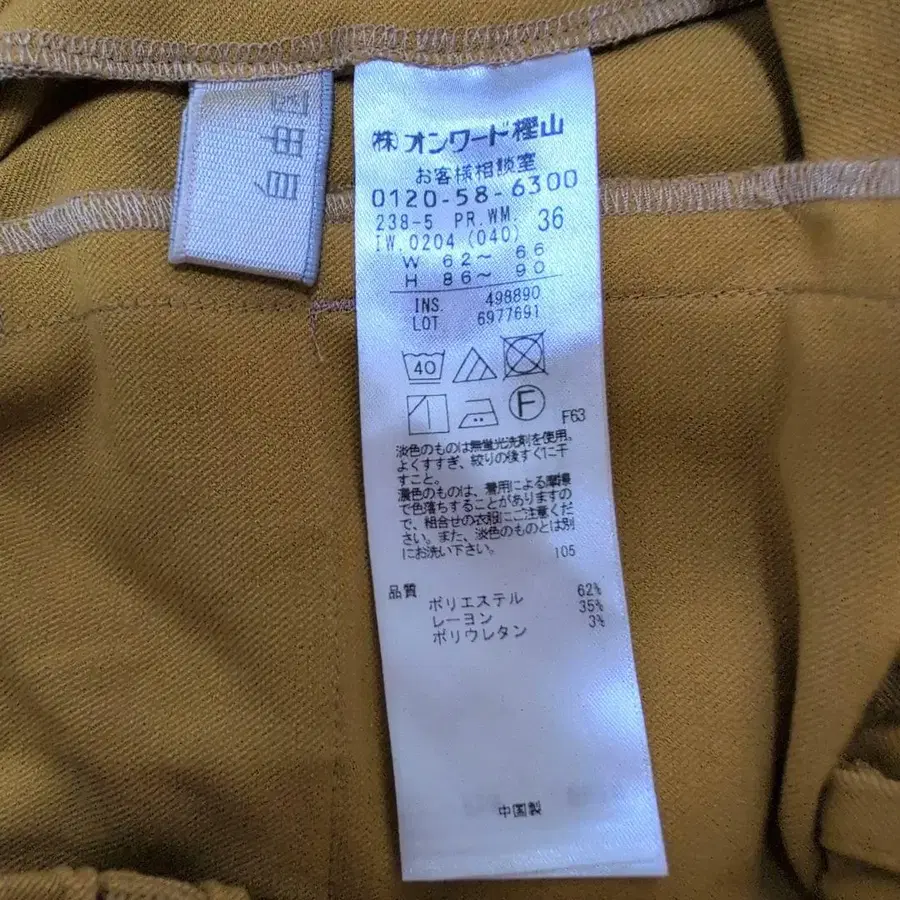 自由区
㈱オンワード樫山
お客様相談室
0120-58-6300
238-5 PR.WM. 36
IW.0204 (040)
W 62～ 66
H 86～ 90
INS. 498890
LOT 6977691
40
F
F63
淡色のものは無蛍光洗剤を使用。
よくすすぎ、絞りの後すぐに干
すこと。
濃色のものは、着用による摩擦
で色落ちすることがありますの
で、組合せの衣服にご注意くだ
さい。また、淡色のものとは別
にお洗い下さい。 105
品質
ポリエステル 62%
レーヨン 35%
ポリウレタン 3%
中国製